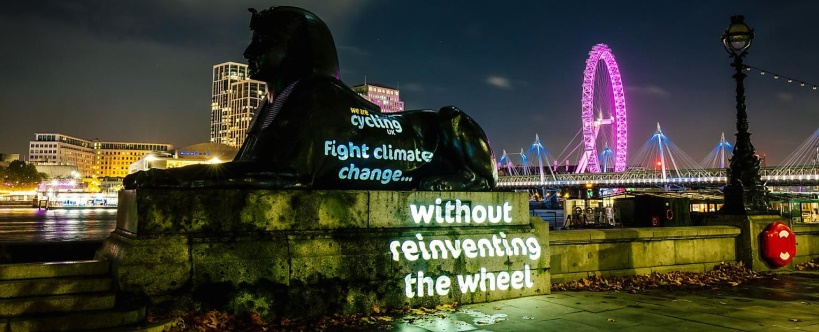 we are
cycling
UK
Fight climate
change...
without
reinventing
the wheel